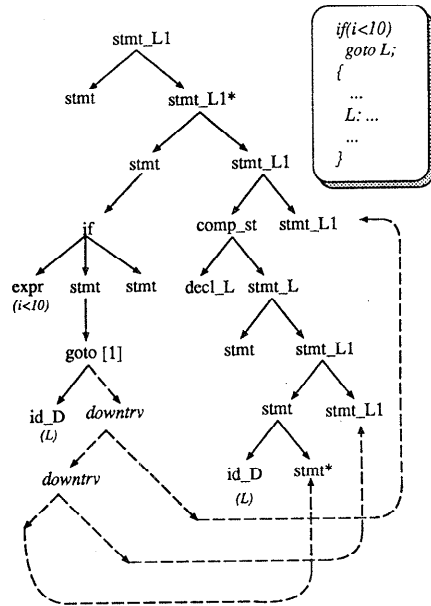 stmt_L1
if(i<10)
goto L;
{
...
L: ...
...
}
stmt stmt_L1*
stmt stmt_L1
if comp_st stmt_L1
expr stmt stmt decl_L stmt_L
(i<10)
goto [1] stmt stmt_L1
id_D downtrv stmt stmt_L1
(L)
downtrv id_D stmt*
(L)